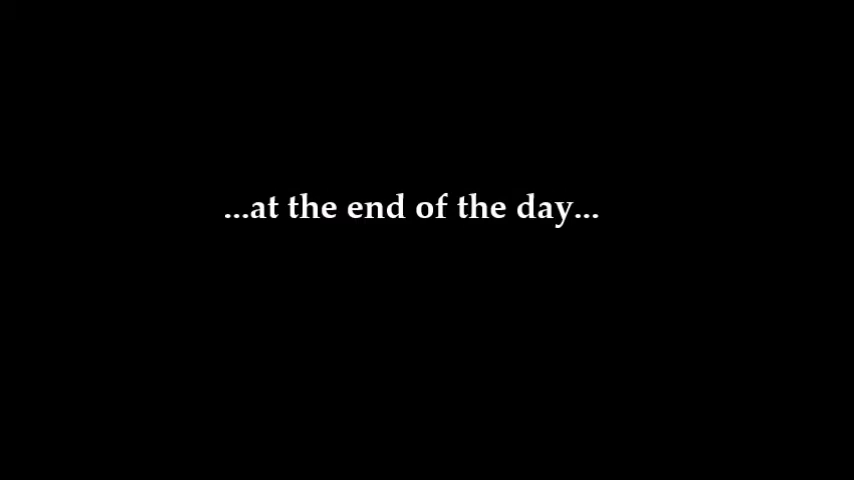 ...at the end of the day...